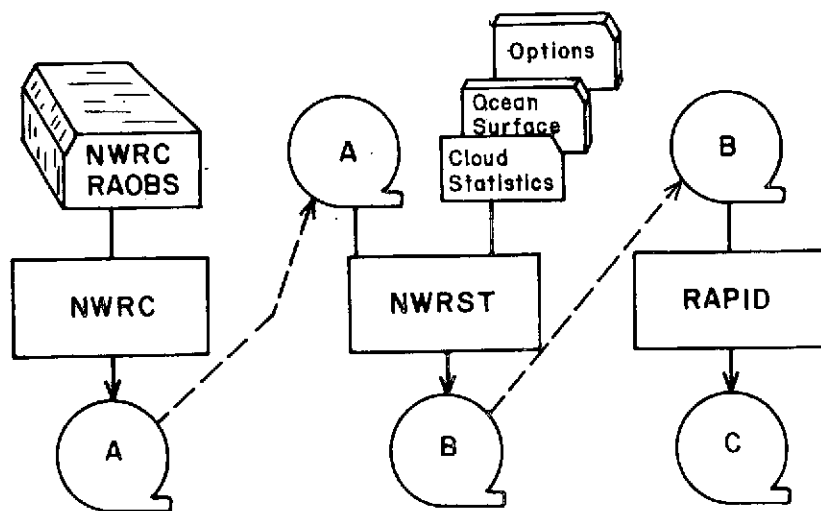 Options
Ocean
Surface
Cloud
Statistics
NWRC
RAOBS
A
B
NWRC
NWRST
RAPID
A
B
C